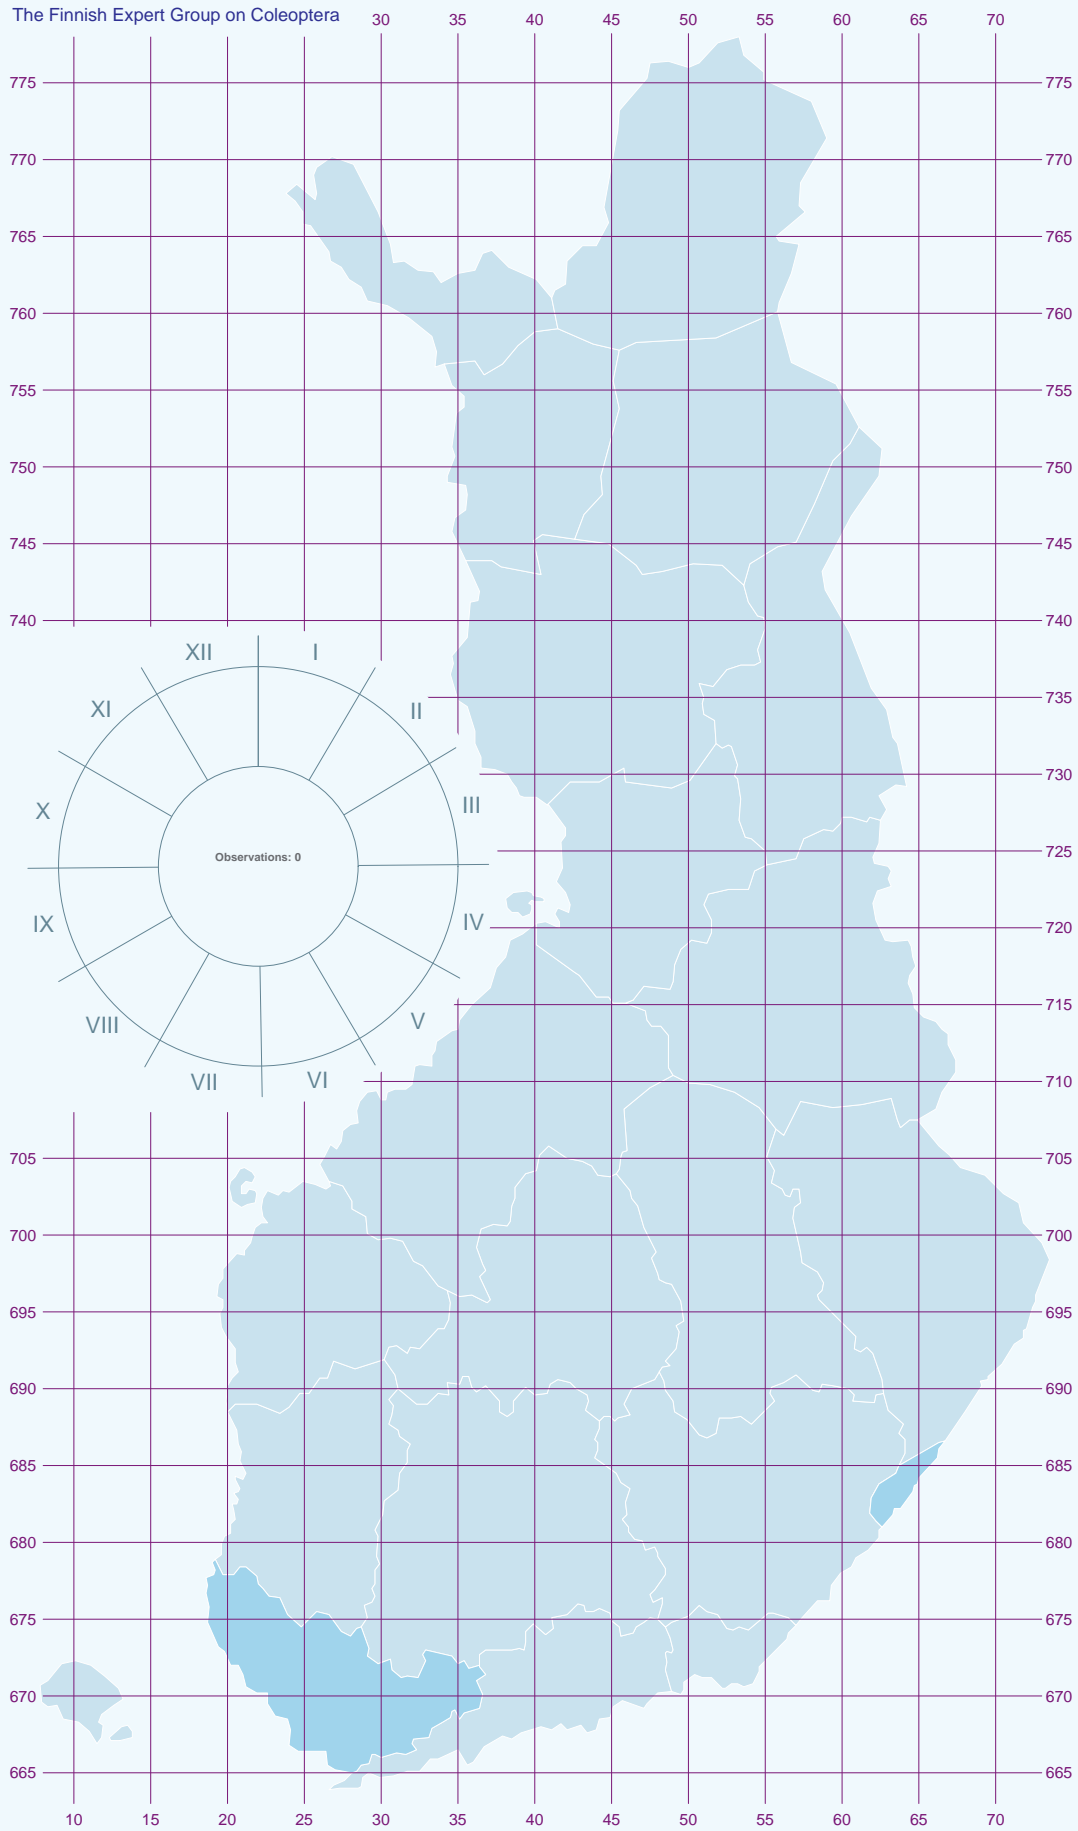 The Finnish Expert Group on Coleoptera 30 35 40 45 50 55 60 65 70
775 775
770 770
765 765
760 760
755 755
750 750
745 745
740 740
XII I
XI II
735
730
X III
Observations: 0
725
IX IV
720
VIII V
715
VII VI
710
705 705
700 700
695 695
690 690
685 685
680 680
675 675
670 670
665 665
10 15 20 25 30 35 40 45 50 55 60 65 70